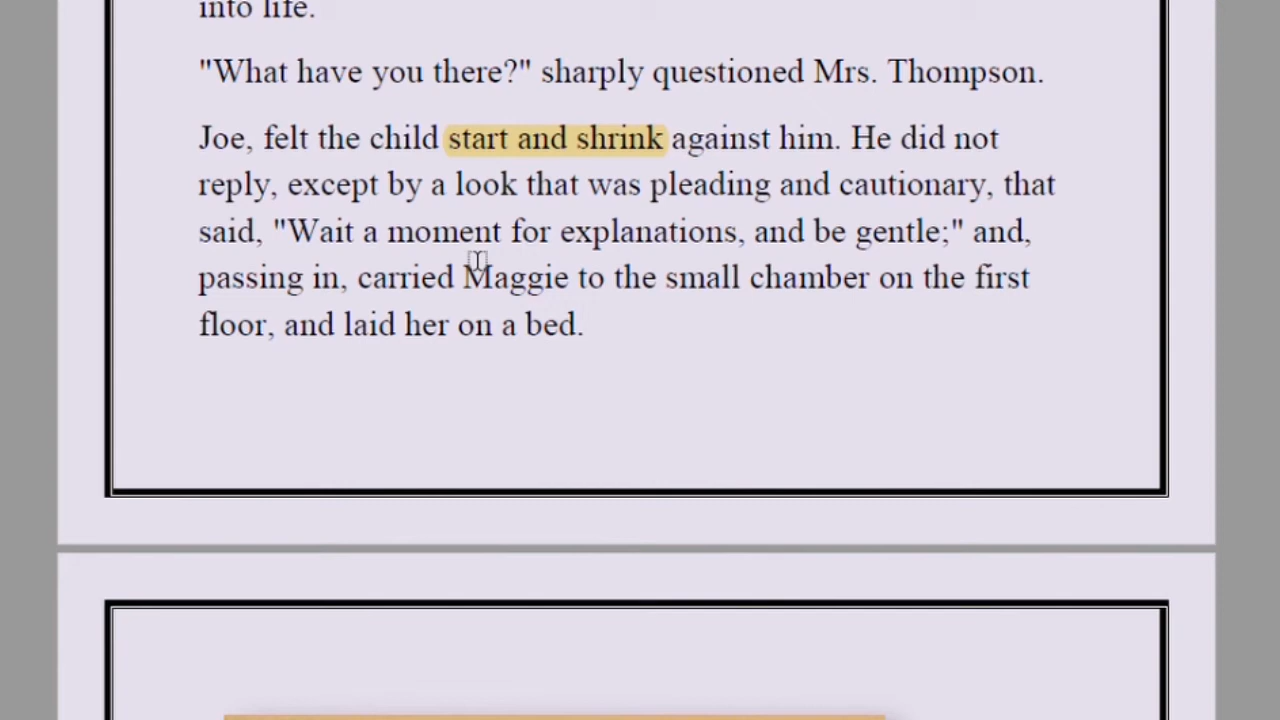 into life.
"What have you there?" sharply questioned Mrs. Thompson.
Joe, felt the child start and shrink against him. He did not
reply, except by a look that was pleading and cautionary, that
said, "Wait a moment for explanations, and be gentle;" and,
passing in, carried Maggie to the small chamber on the first
floor, and laid her on a bed.